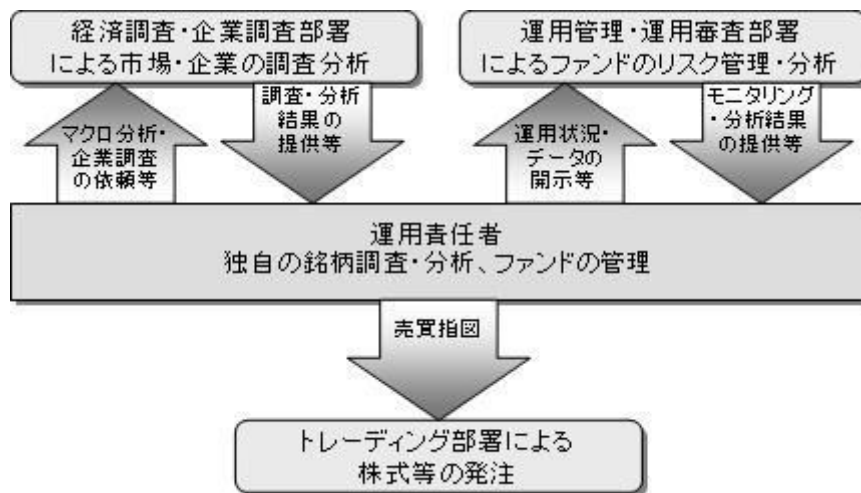 経済調査・企業調査部署
による市場・企業の調査分析
運用管理・運用審査部署
によるファンドのリスク管理・分析
マクロ分析・
企業調査
の依頼等
調査・分析
結果の
提供等
運用状況・
データの
開示等
モニタリング
・分析結果
の提供等
運用責任者
独自の銘柄調査・分析、ファンドの管理
売買指図
トレーディング部署による
株式等の発注